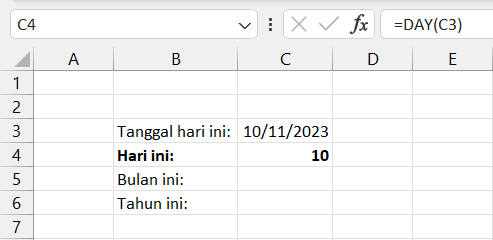 C4 fx =DAY(C3)
A B C D E
1
2
3 Tanggal hari ini: 10/11/2023
4 Hari ini: 10
5 Bulan ini:
6 Tahun ini:
7